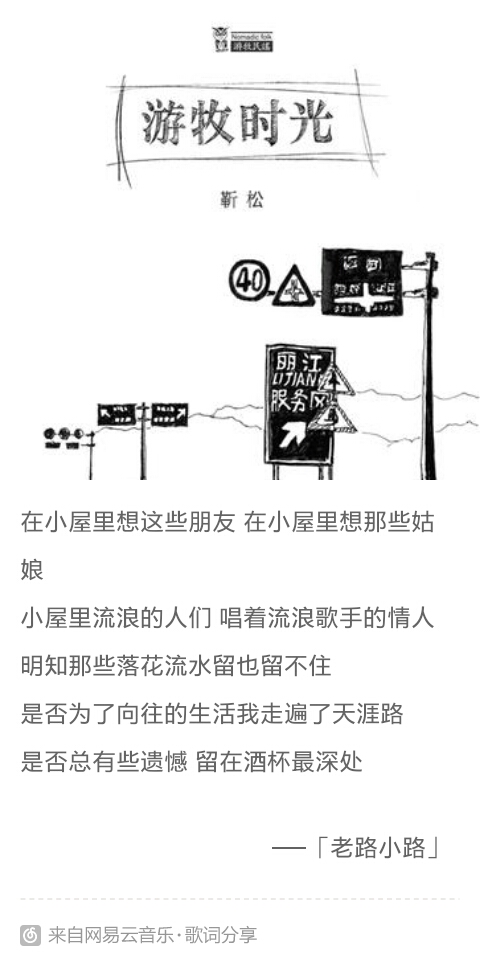 Nomadic folk
游牧民谣
游牧时光
靳松
40
丽江
LIJIANG
服务区
在小屋里想这些朋友 在小屋里想那些姑
娘
小屋里流浪的人们 唱着流浪歌手的情人
明知那些落花流水留也留不住
是否为了向往的生活我走遍了天涯路
是否总有些遗憾 留在酒杯最深处
——「老路小路」
来自网易云音乐·歌词分享